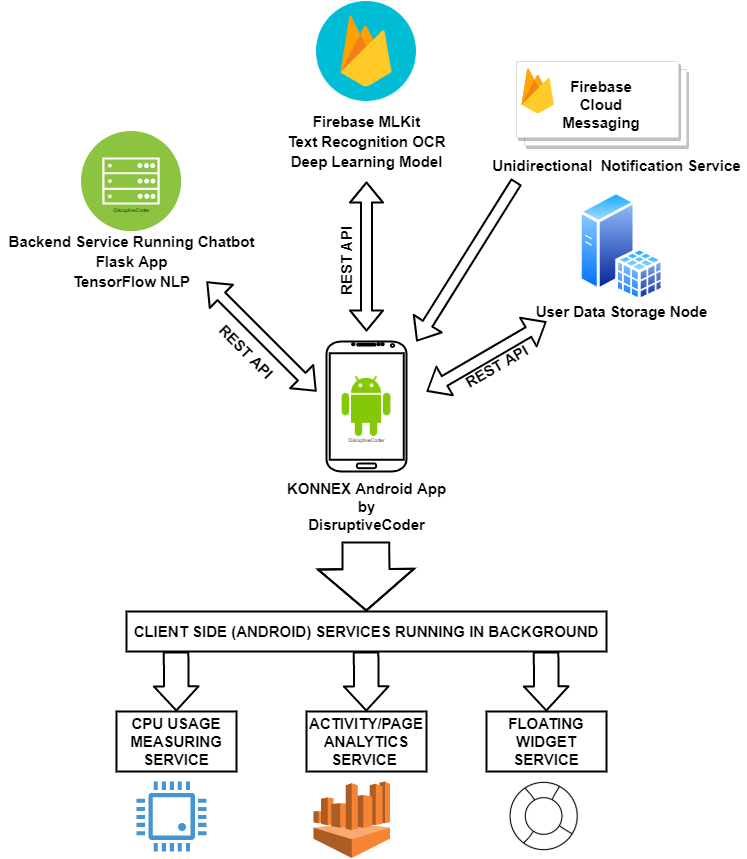 Firebase MLKit
Text Recognition OCR
Deep Learning Model
Firebase
Cloud
Messaging
Unidirectional Notification Service
DisruptiveCoder
Backend Service Running Chatbot
Flask App
TensorFlow NLP
REST API
REST API
User Data Storage Node
REST API
DisruptiveCoder
KONNEX Android App
by
DisruptiveCoder
CLIENT SIDE (ANDROID) SERVICES RUNNING IN BACKGROUND
CPU USAGE
MEASURING
SERVICE
ACTIVITY/PAGE
ANALYTICS
SERVICE
FLOATING
WIDGET
SERVICE